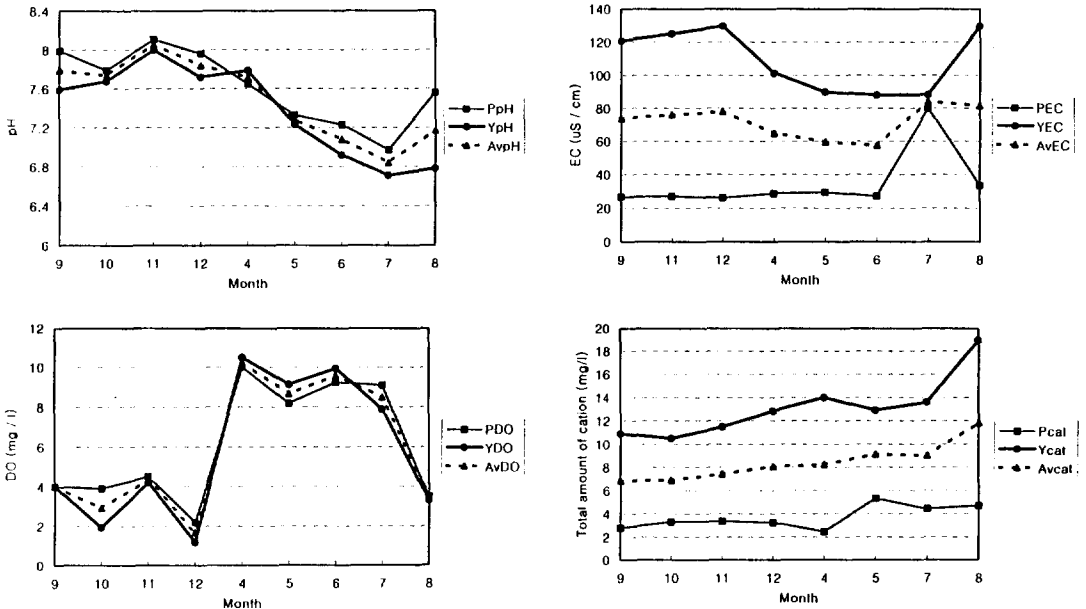 8.4
8
7.6
7.2
6.8
6.4
6
pH
9 10 11 12 4 5 6 7 8
Month
PpH
YpH
AvpH
140
120
100
80
60
40
20
0
EC (uS / cm)
9 11 11 12 4 5 6 7 8
Month
PEC
YEC
AvEC
12
10
8
6
4
2
0
DO (mg / l)
9 10 11 12 4 5 6 7 8
Month
PDO
YDO
AvDO
20
18
16
14
12
10
8
6
4
2
0
Total amount of cation (mg/l)
9 10 11 12 4 5 7 8
Month
Pcat
Ycat
Avcat